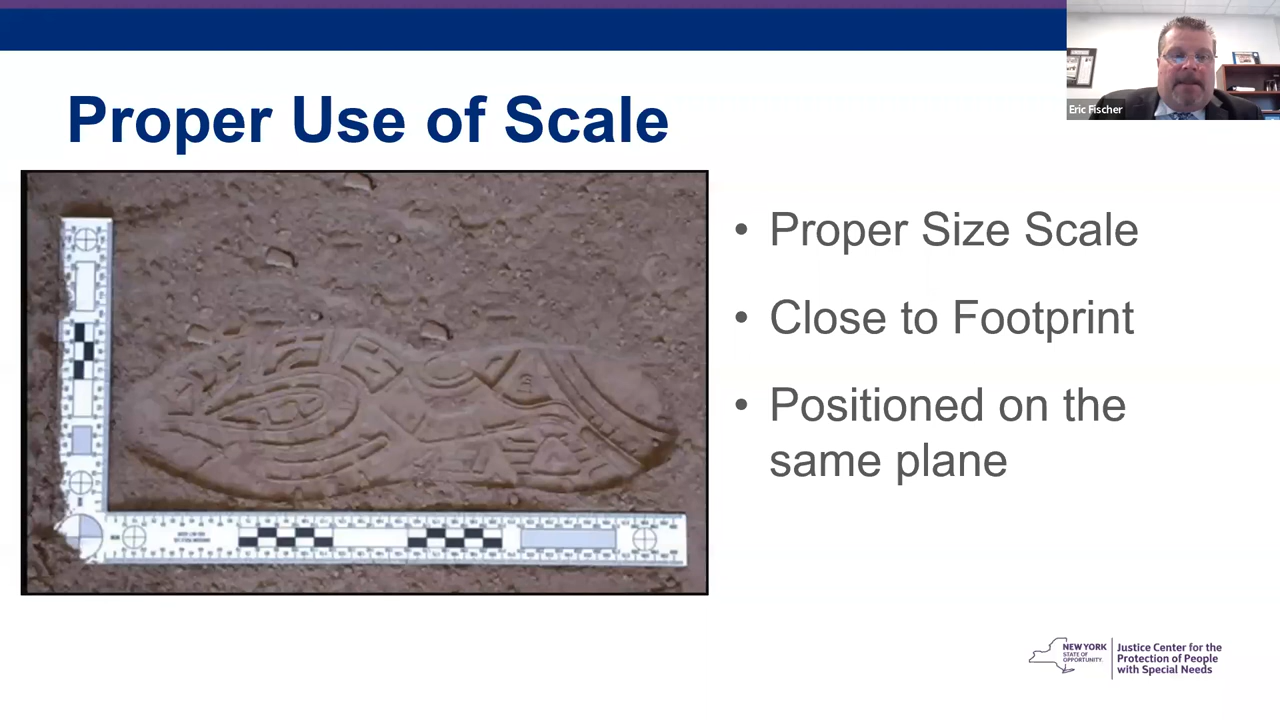 Eric Fischer
Proper Use of Scale
• Proper Size Scale
• Close to Footprint
• Positioned on the
same plane
NEW YORK
STATE OF
OPPORTUNITY.
Justice Center for the
Protection of People
with Special Needs